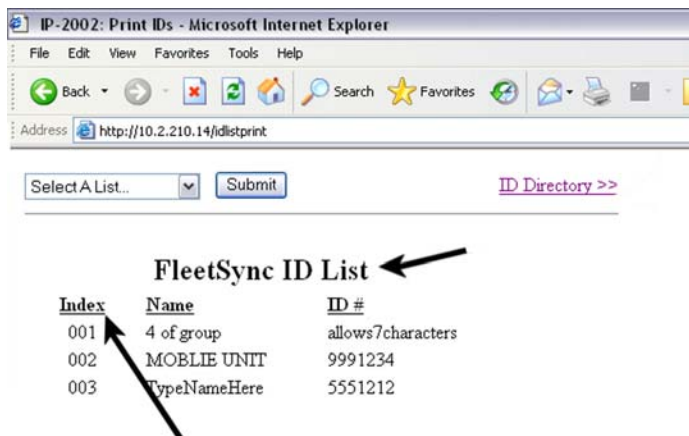 IP-2002: Print IDs - Microsoft Internet Explorer
File Edit View Favorites Tools Help
Back Search Favorites
Address http://10.2.210.14/idlistprint
Select A List... Submit ID Directory >>
FleetSync ID List
Index Name ID #
001 4 of group allows7characters
002 MOBLIE UNIT 9991234
003 TypeNameHere 5551212